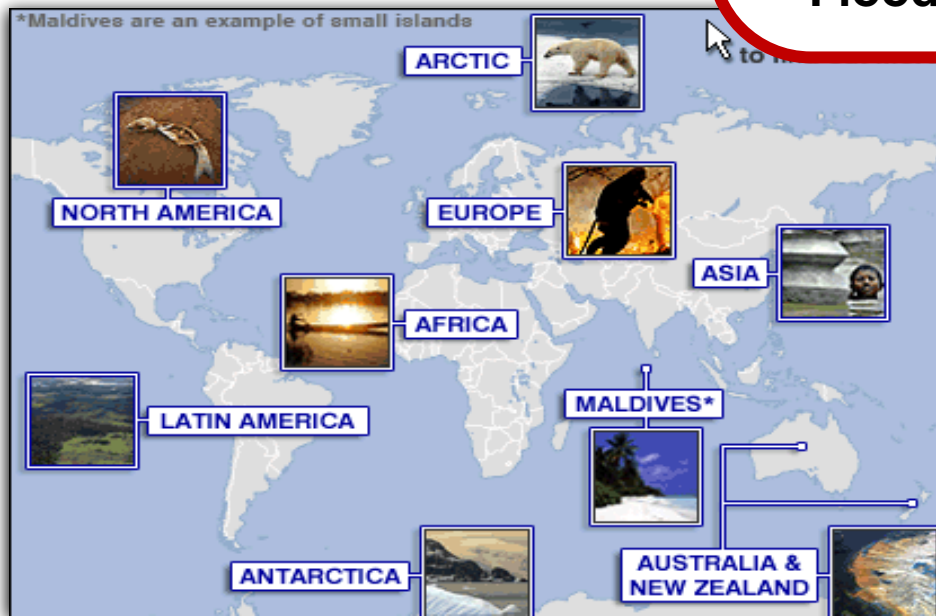 *Maldives are an example of small islands
ARCTIC
to
NORTH AMERICA
EUROPE
ASIA
AFRICA
MALDIVES*
LATIN AMERICA
AUSTRALIA &
NEW ZEALAND
ANTARCTICA